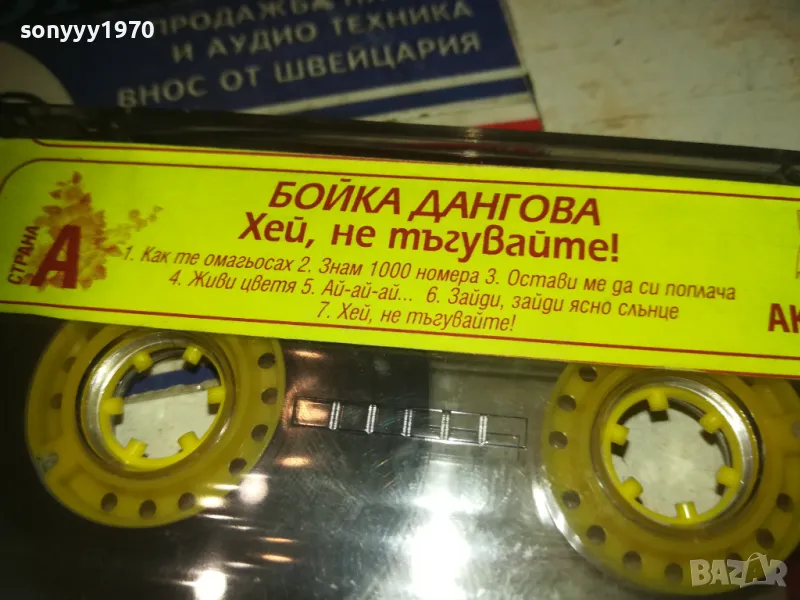 sonyyy1970
ПРОДАЖБА
И АУДИО ТЕХНИКА
ВНОС ОТ ШВЕЙЦАРИЯ
СТРАНА
А
БОЙКА ДАНГОВА
Хей, не тъгувайте!
1. Как те омагьосах 2. Знам 1000 номера 3. Остави ме да си поплача
4. Живи цветя 5. Ай-ай-ай... 6. Зайди, зайди ясно слънце
7. Хей, не тъгувайте!
BAZAR